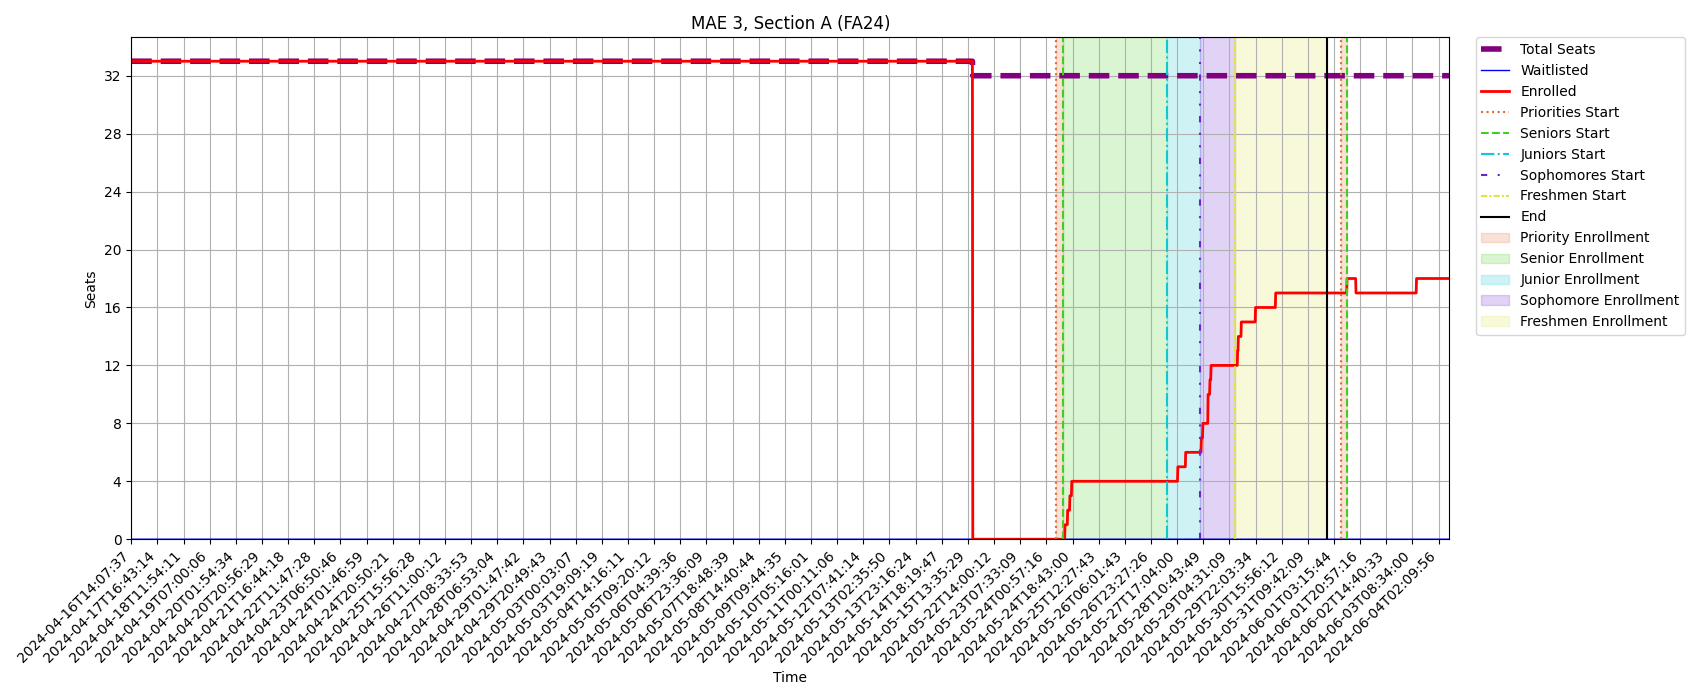 MAE 3, Section A (FA24)
Total Seats
Waitlisted
Enrolled
Priorities Start
Seniors Start
Juniors Start
Sophomores Start
Freshmen Start
End
Priority Enrollment
Senior Enrollment
Junior Enrollment
Sophomore Enrollment
Freshmen Enrollment
Seats
32
28
24
20
16
12
8
4
0
2024-04-16T14:07:37
2024-04-17T16:43:14
2024-04-18T11:54:11
2024-04-19T07:00:06
2024-04-20T01:54:34
2024-04-20T20:56:29
2024-04-21T16:44:18
2024-04-22T11:47:28
2024-04-23T06:50:46
2024-04-24T01:46:59
2024-04-24T20:50:21
2024-04-25T15:56:28
2024-04-26T11:00:12
2024-04-27T08:33:53
2024-04-28T06:53:04
2024-04-29T01:47:42
2024-04-29T20:49:43
2024-05-03T00:03:07
2024-05-03T19:09:19
2024-05-04T14:16:11
2024-05-05T09:20:12
2024-05-06T04:39:36
2024-05-06T23:36:09
2024-05-07T18:48:39
2024-05-08T14:40:44
2024-05-09T09:44:35
2024-05-10T05:16:01
2024-05-11T00:11:06
2024-05-12T07:41:14
2024-05-13T02:35:50
2024-05-13T23:16:24
2024-05-14T18:19:47
2024-05-15T13:35:29
2024-05-22T14:00:12
2024-05-23T07:33:09
2024-05-24T00:57:16
2024-05-24T18:43:00
2024-05-25T12:27:43
2024-05-26T06:01:43
2024-05-26T23:27:26
2024-05-27T17:04:00
2024-05-28T10:43:49
2024-05-29T04:31:09
2024-05-29T22:03:34
2024-05-30T15:56:12
2024-05-31T09:42:09
2024-06-01T03:15:44
2024-06-01T20:57:16
2024-06-02T14:40:33
2024-06-03T08:34:00
2024-06-04T02:09:56
Time